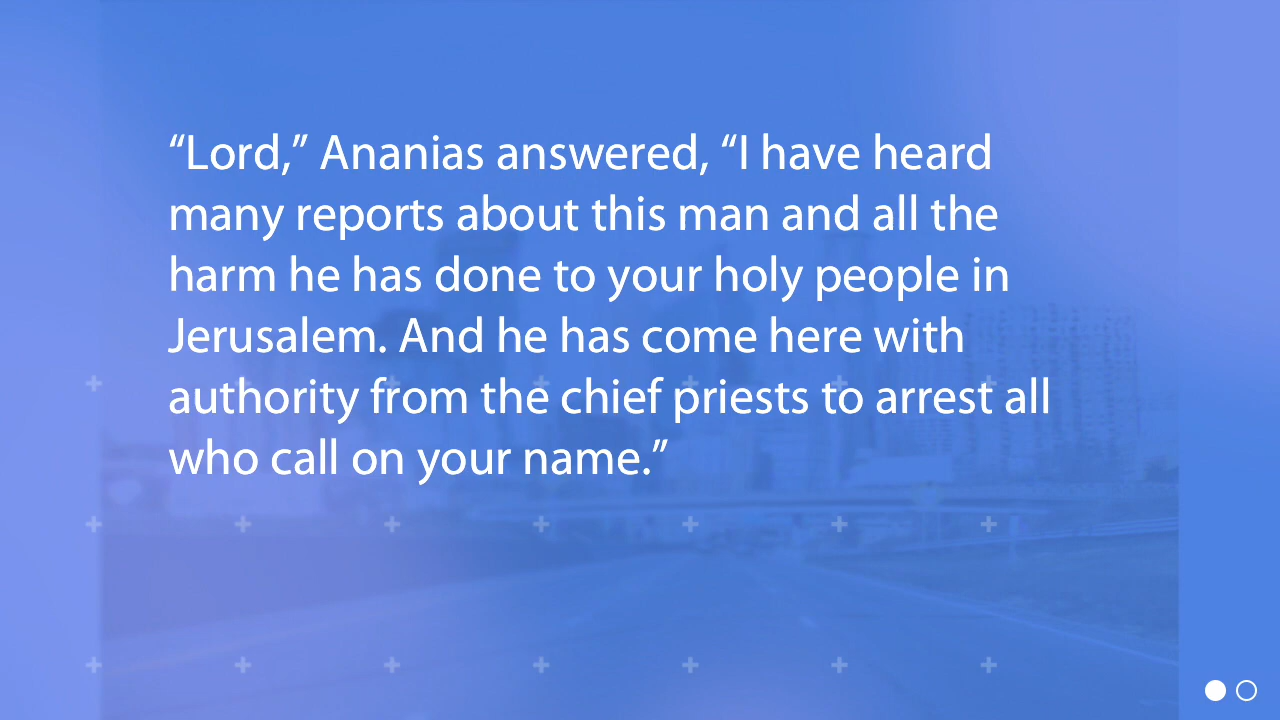 “Lord,” Ananias answered, “I have heard
many reports about this man and all the
harm he has done to your holy people in
Jerusalem. And he has come here with
authority from the chief priests to arrest all
who call on your name.”